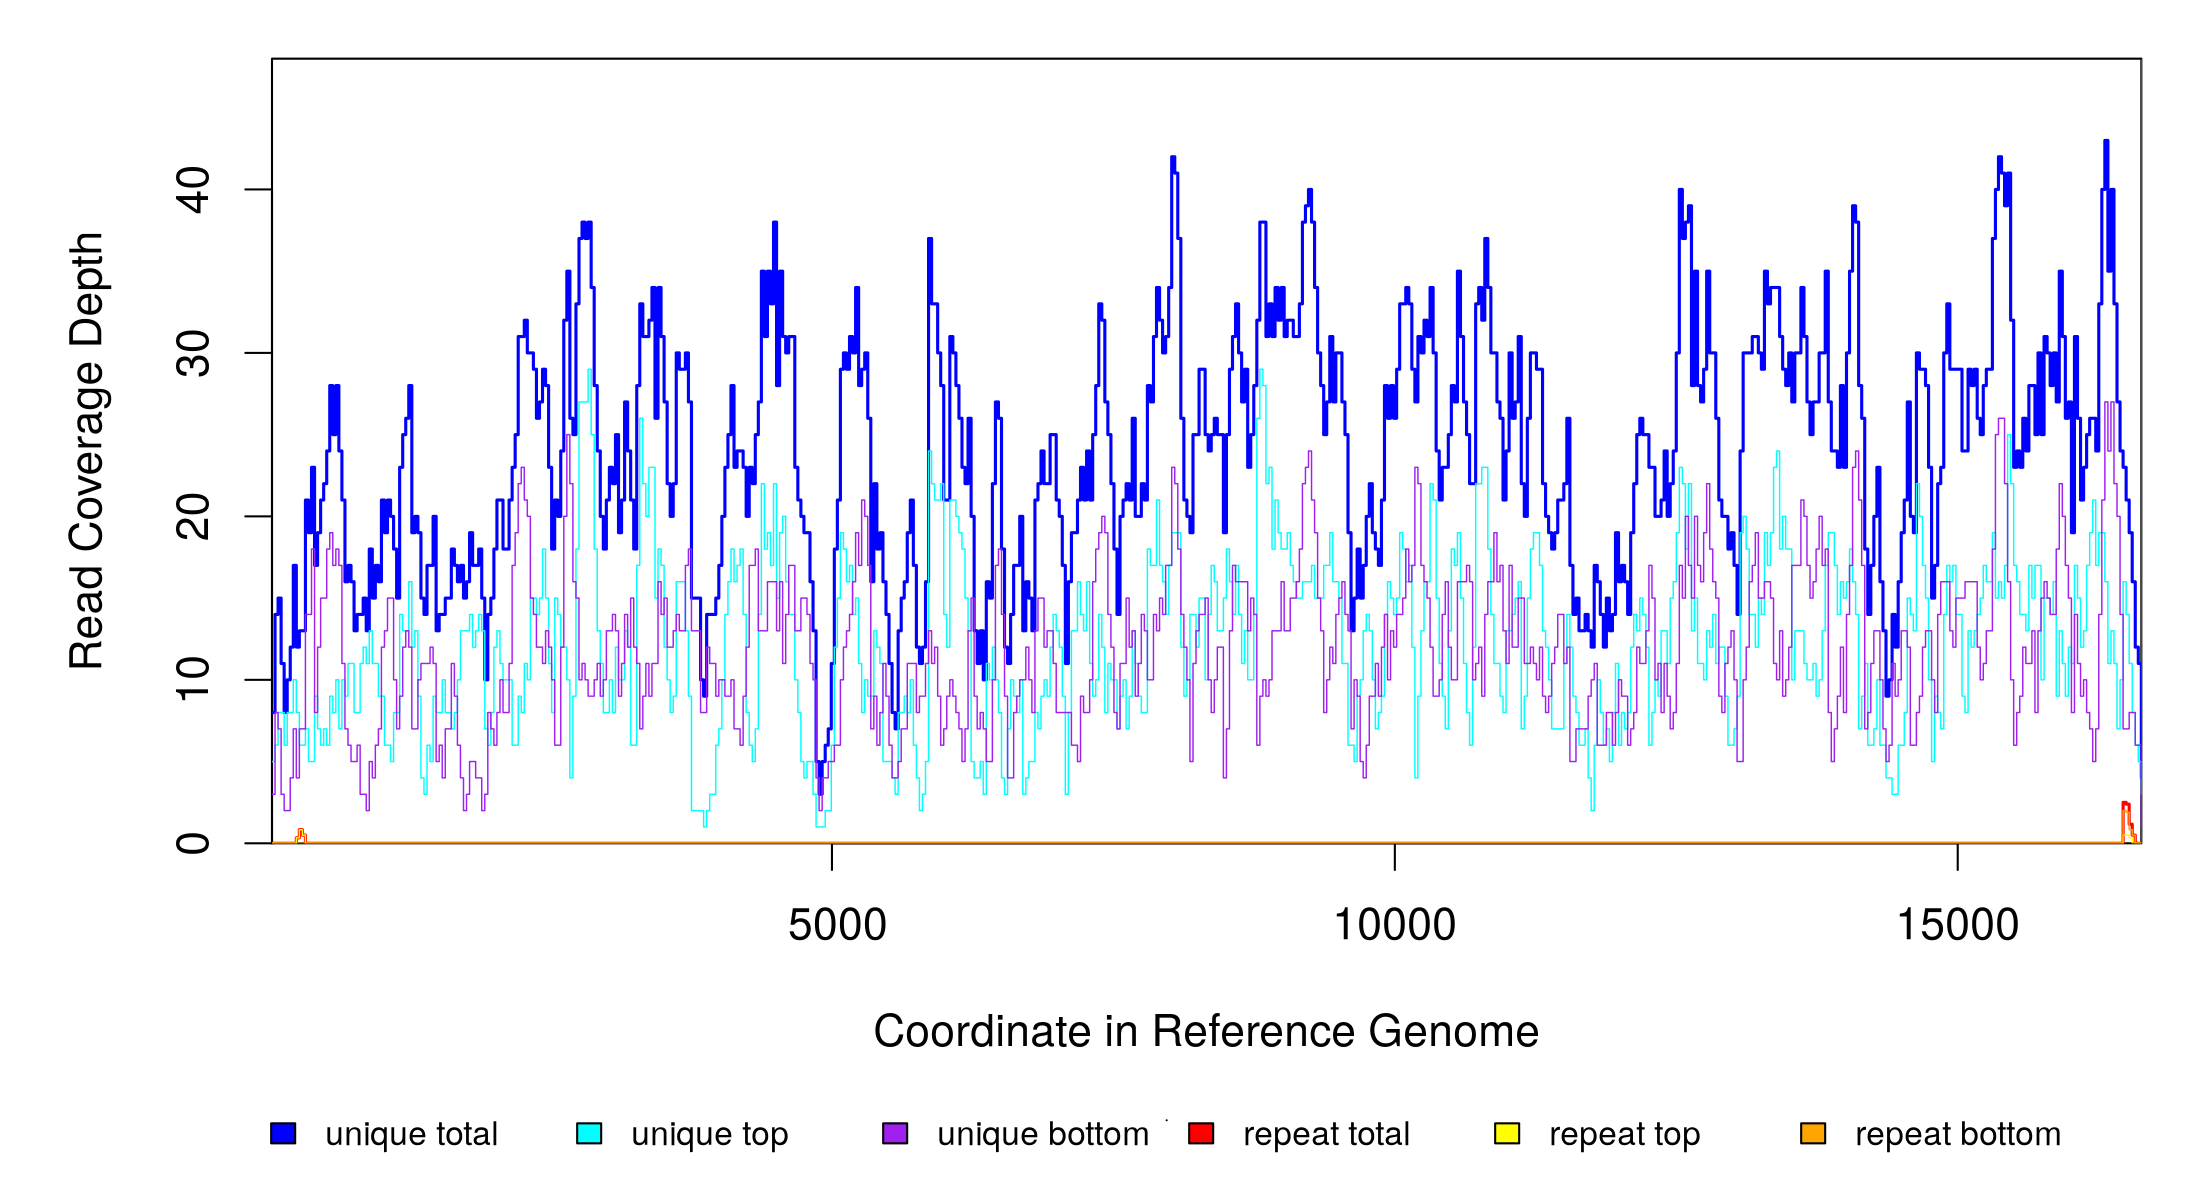 Read Coverage Depth
40
30
20
10
0
5000 10000 15000
Coordinate in Reference Genome
unique total unique top unique bottom repeat total repeat top repeat bottom